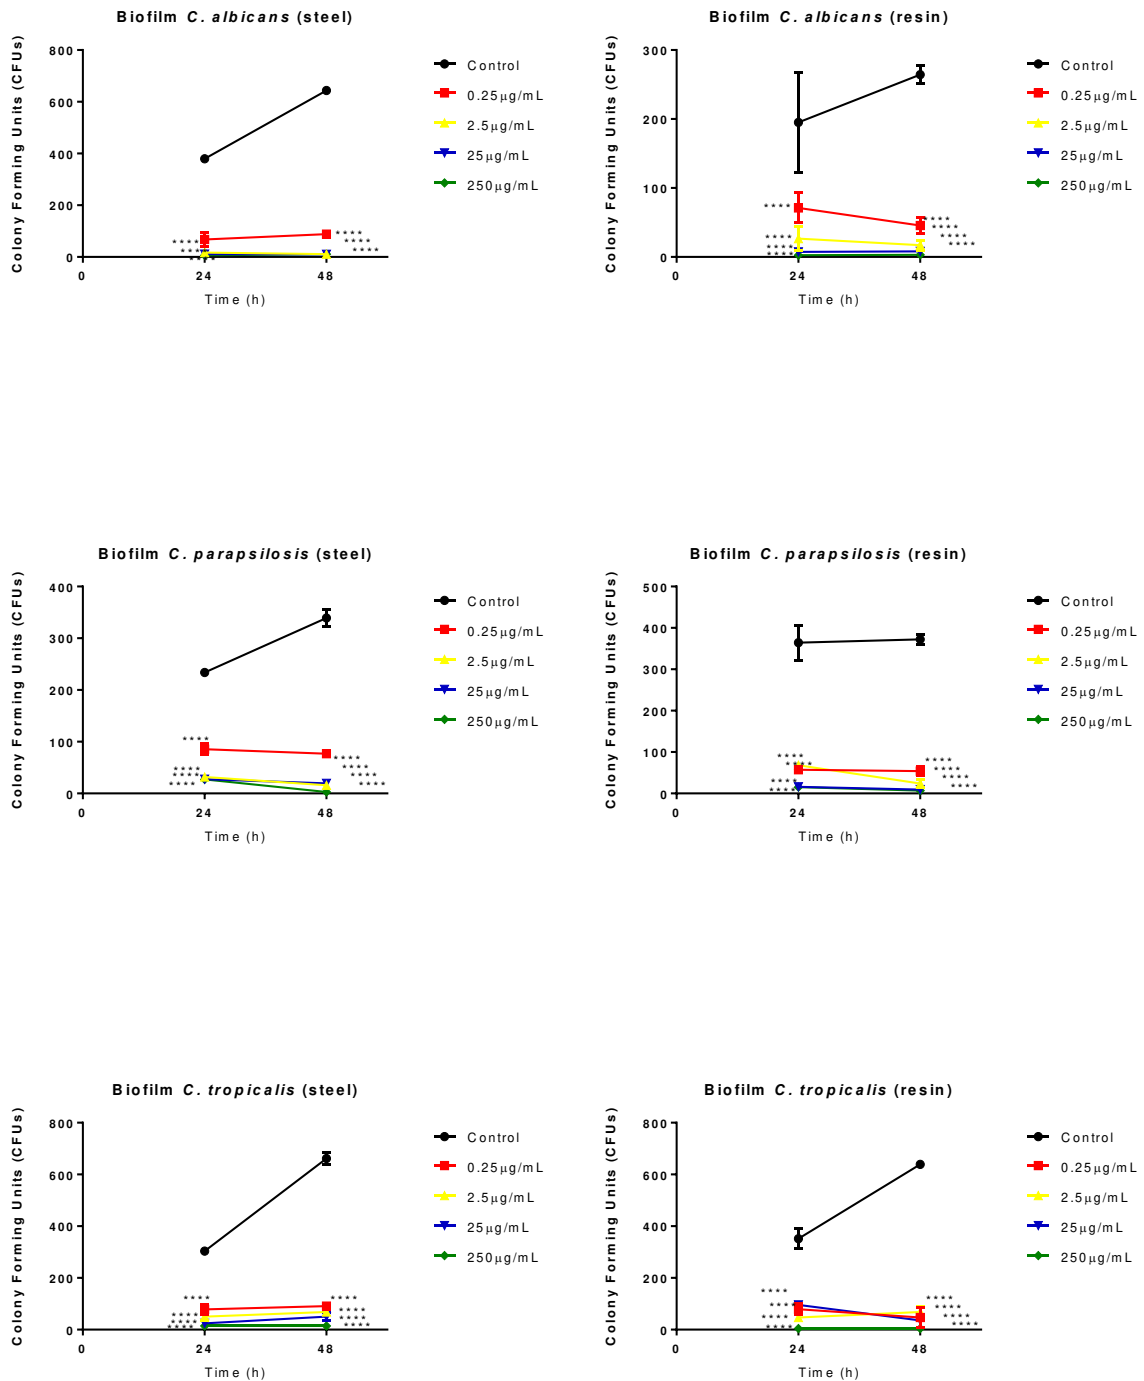 Biofilm C. albicans (steel)
Colony Forming Units (CFUs)
800
600
400
200
0
0
24
48
Time (h)
****
****
****
****
****
****
Control
0.25µg/mL
2.5µg/mL
25µg/mL
250µg/mL
Biofilm C. albicans (resin)
Colony Forming Units (CFUs)
300
200
100
0
0
24
48
Time (h)
****
****
****
****
****
****
****
****
Control
0.25µg/mL
2.5µg/mL
25µg/mL
250µg/mL
Biofilm C. parapsilosis (steel)
Colony Forming Units (CFUs)
400
300
200
100
0
0
24
48
Time (h)
****
****
****
****
****
****
****
****
Control
0.25µg/mL
2.5µg/mL
25µg/mL
250µg/mL
Biofilm C. parapsilosis (resin)
Colony Forming Units (CFUs)
500
400
300
200
100
0
0
24
48
Time (h)
****
****
****
****
****
****
****
****
Control
0.25µg/mL
2.5µg/mL
25µg/mL
250µg/mL
Biofilm C. tropicalis (steel)
Colony Forming Units (CFUs)
800
600
400
200
0
0
24
48
Time (h)
****
****
****
****
****
****
****
****
Control
0.25µg/mL
2.5µg/mL
25µg/mL
250µg/mL
Biofilm C. tropicalis (resin)
Colony Forming Units (CFUs)
800
600
400
200
0
0
24
48
Time (h)
****
****
****
****
****
****
****
****
Control
0.25µg/mL
2.5µg/mL
25µg/mL
250µg/mL